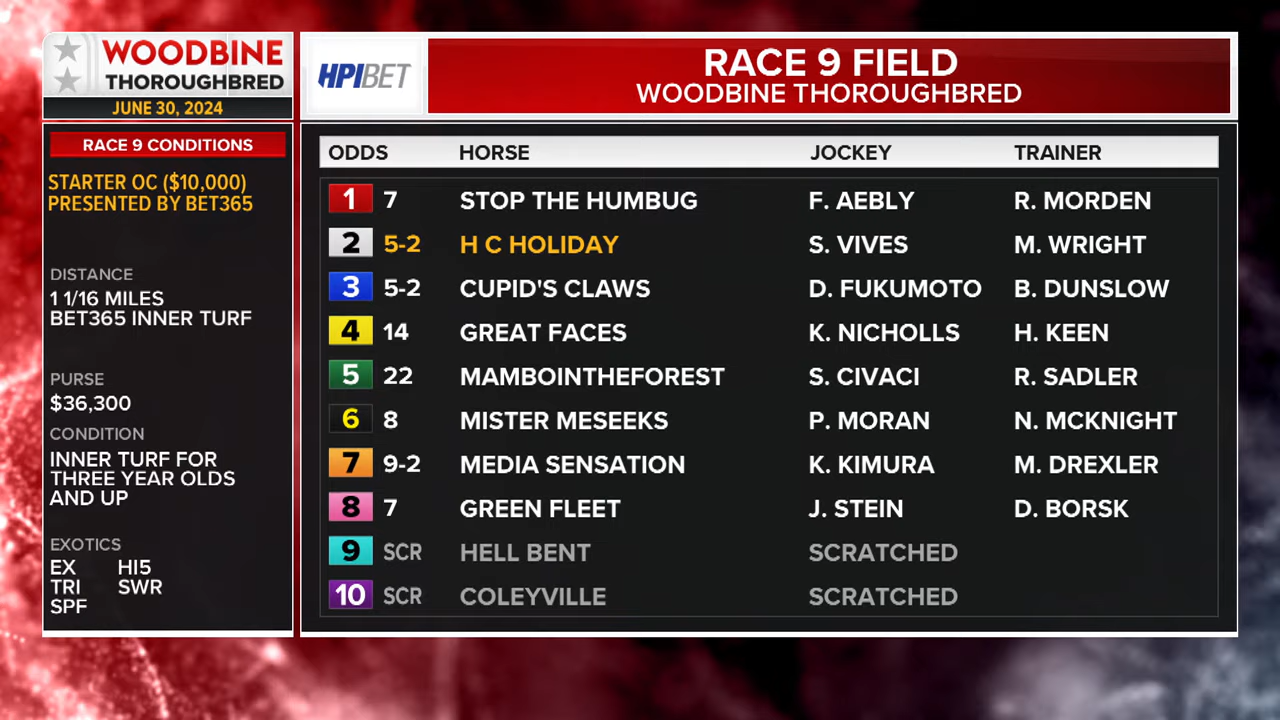 WOODBINE
THOROUGHBRED
JUNE 30, 2024
HPIBET
RACE 9 FIELD
WOODBINE THOROUGHBRED
RACE 9 CONDITIONS
STARTER OC ($10,000)
PRESENTED BY BET365
DISTANCE
1 1/16 MILES
BET365 INNER TURF
PURSE
$36,300
CONDITION
INNER TURF FOR
THREE YEAR OLDS
AND UP
EXOTICS
EX HI5
TRI SWR
SPF
ODDS HORSE JOCKEY TRAINER
1 7 STOP THE HUMBUG F. AEBLY R. MORDEN
2 5-2 H C HOLIDAY S. VIVES M. WRIGHT
3 5-2 CUPID'S CLAWS D. FUKUMOTO B. DUNSLOW
4 14 GREAT FACES K. NICHOLLS H. KEEN
5 22 MAMBOINTHEFOREST S. CIVACI R. SADLER
6 8 MISTER MESEEKS P. MORAN N. MCKNIGHT
7 9-2 MEDIA SENSATION K. KIMURA M. DREXLER
8 7 GREEN FLEET J. STEIN D. BORSK
9 SCR HELL BENT SCRATCHED
10 SCR COLEYVILLE SCRATCHED